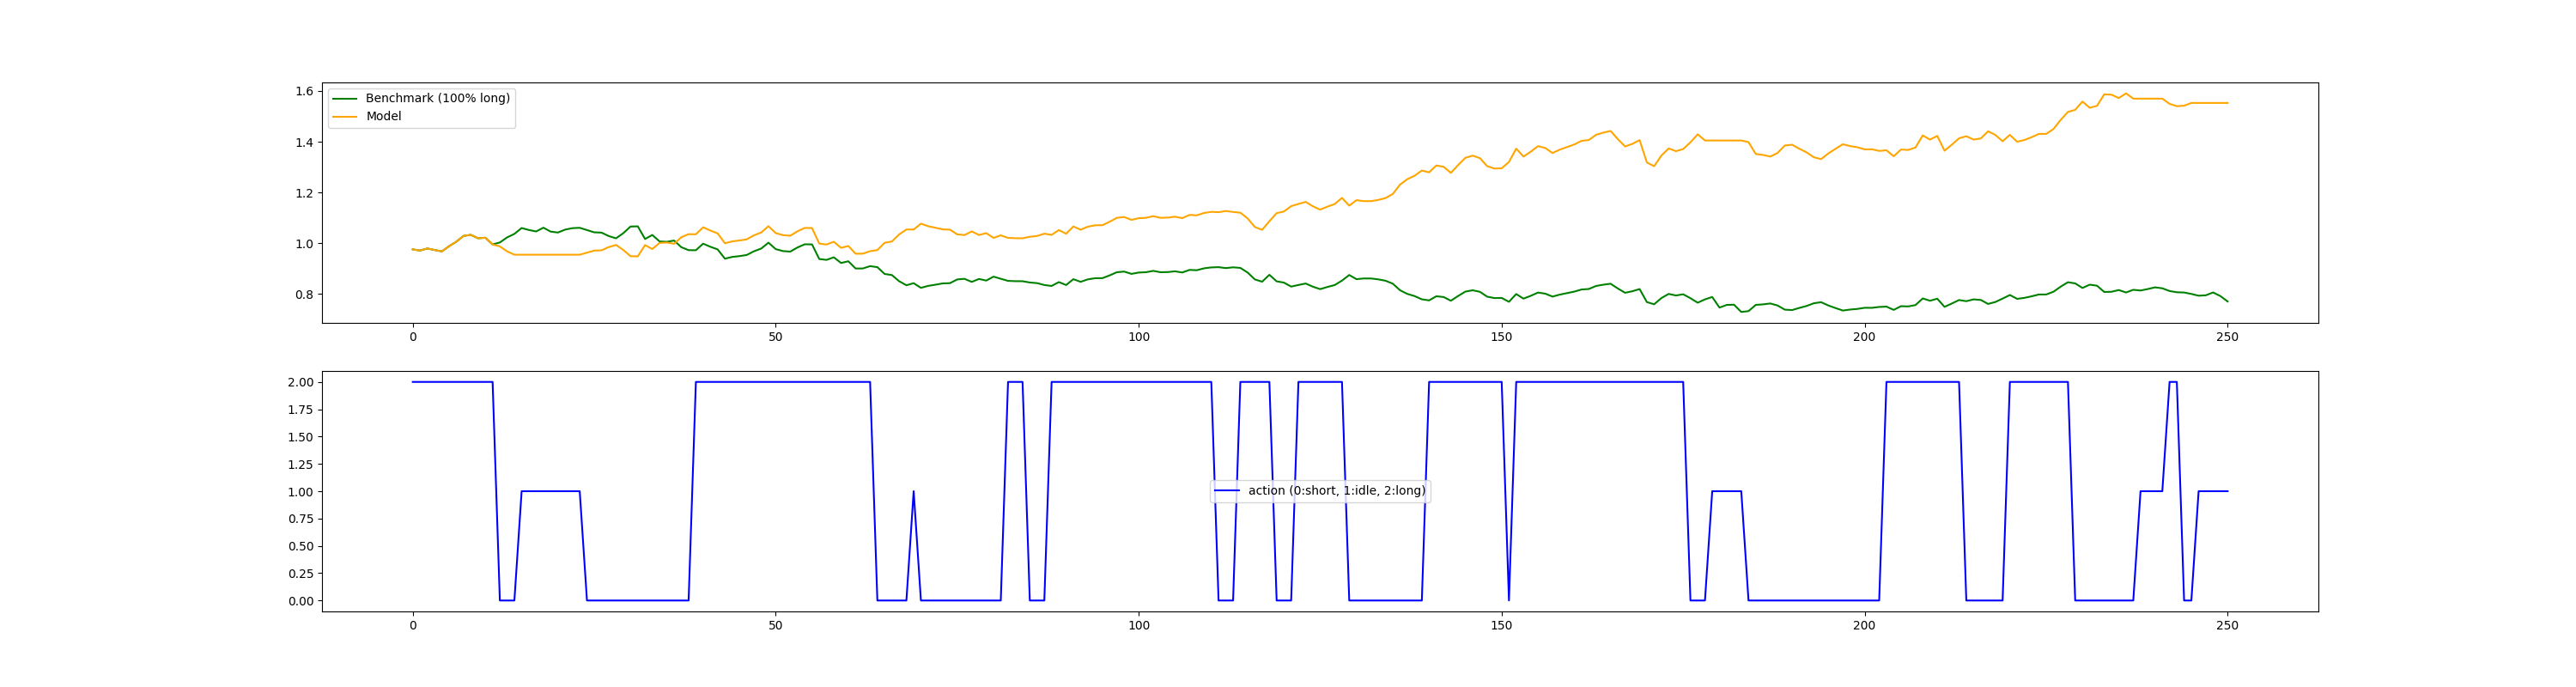 1.6
1.4
1.2
1.0
0.8
Benchmark (100% long)
Model
0 50 100 150 200 250
2.00
1.75
1.50
1.25
1.00
0.75
0.50
0.25
0.00
action (0:short, 1:idle, 2:long)
0 50 100 150 200 250